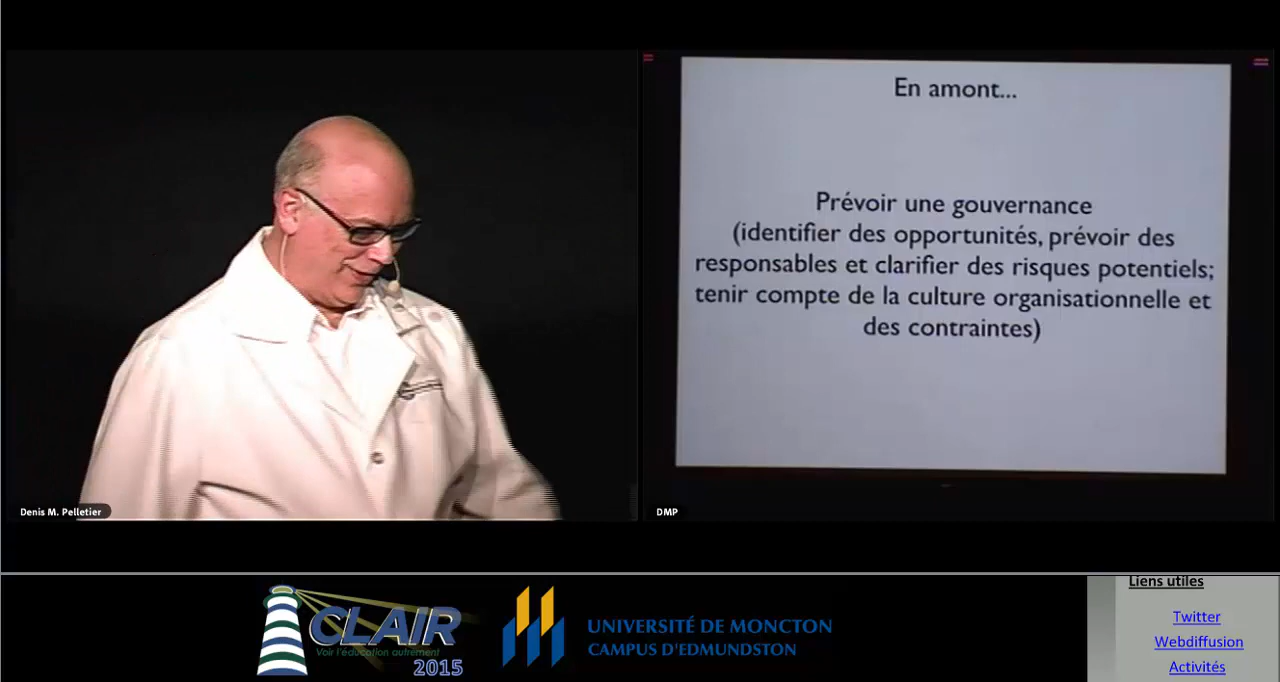 En amont...
Prévoir une gouvernance
(identifier des opportunités, prévoir des
responsables et clarifier des risques potentiels;
tenir compte de la culture organisationnelle et
des contraintes)
Denis M. Pelletier
DMP
CLAIR
Voir l'éducation autrement
2015
UNIVERSITÉ DE MONCTON
CAMPUS D'EDMUNDSTON
Liens utiles
Twitter
Webdiffusion
Activités